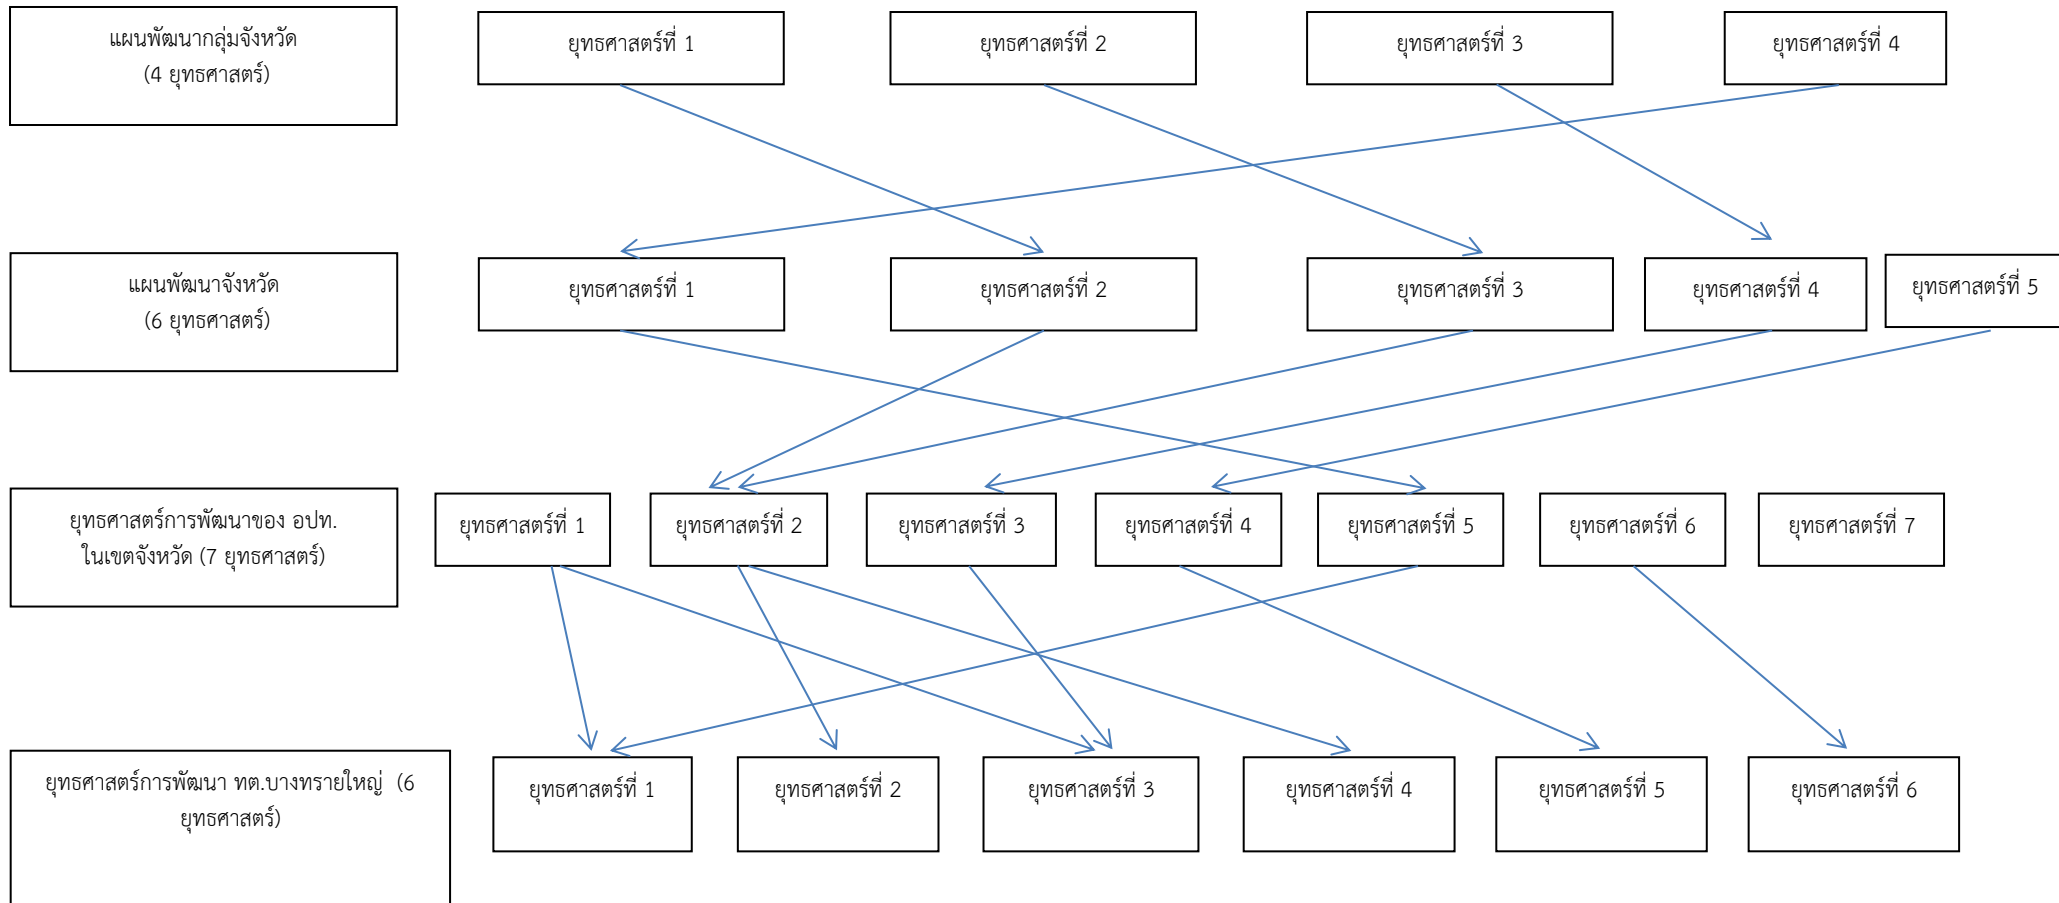 แผนพัฒนากลุ่มจังหวัด
(4 ยุทธศาสตร์)
ยุทธศาสตร์ที่ 1
ยุทธศาสตร์ที่ 2
ยุทธศาสตร์ที่ 3
ยุทธศาสตร์ที่ 4
แผนพัฒนาจังหวัด
(6 ยุทธศาสตร์)
ยุทธศาสตร์ที่ 1
ยุทธศาสตร์ที่ 2
ยุทธศาสตร์ที่ 3
ยุทธศาสตร์ที่ 4
ยุทธศาสตร์ที่ 5
ยุทธศาสตร์การพัฒนาของ อปท.
ในเขตจังหวัด (7 ยุทธศาสตร์)
ยุทธศาสตร์ที่ 1
ยุทธศาสตร์ที่ 2
ยุทธศาสตร์ที่ 3
ยุทธศาสตร์ที่ 4
ยุทธศาสตร์ที่ 5
ยุทธศาสตร์ที่ 6
ยุทธศาสตร์ที่ 7
ยุทธศาสตร์การพัฒนา ทต.บางทรายใหญ่ (6
ยุทธศาสตร์)
ยุทธศาสตร์ที่ 1
ยุทธศาสตร์ที่ 2
ยุทธศาสตร์ที่ 3
ยุทธศาสตร์ที่ 4
ยุทธศาสตร์ที่ 5
ยุทธศาสตร์ที่ 6